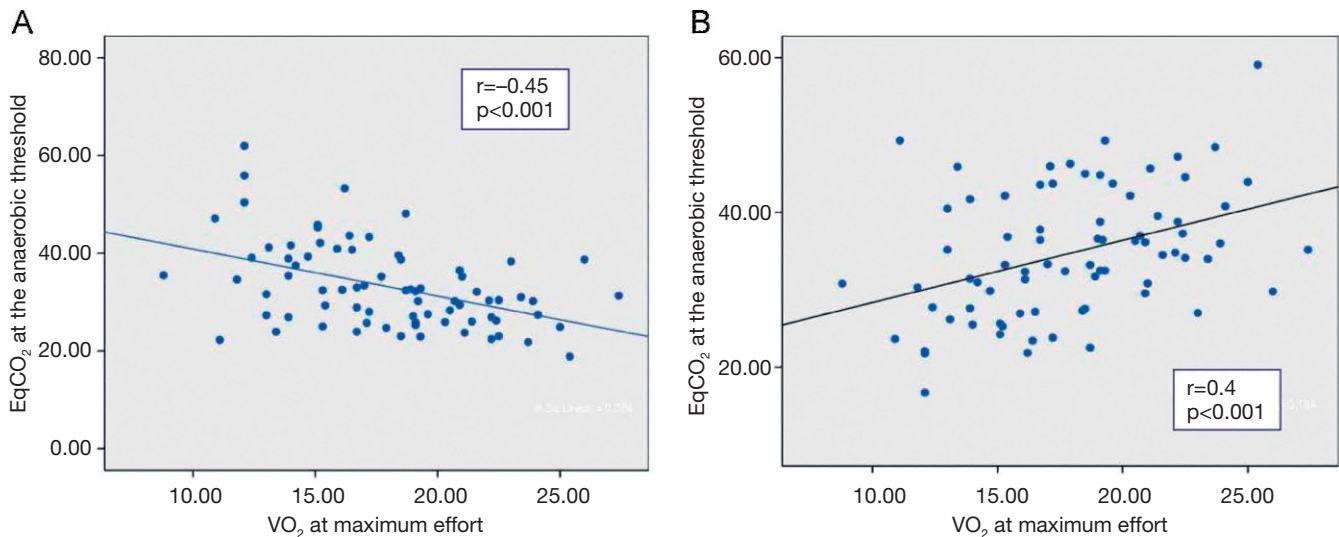 A
EqCO₂ at the anaerobic threshold
80.00
60.00
40.00
20.00
0.00
r=–0.45
p<0.001
10.00 15.00 20.00 25.00
VO₂ at maximum effort
B
EqCO₂ at the anaerobic threshold
60.00
40.00
20.00
r=0.4
p<0.001
10.00 15.00 20.00 25.00
VO₂ at maximum effort